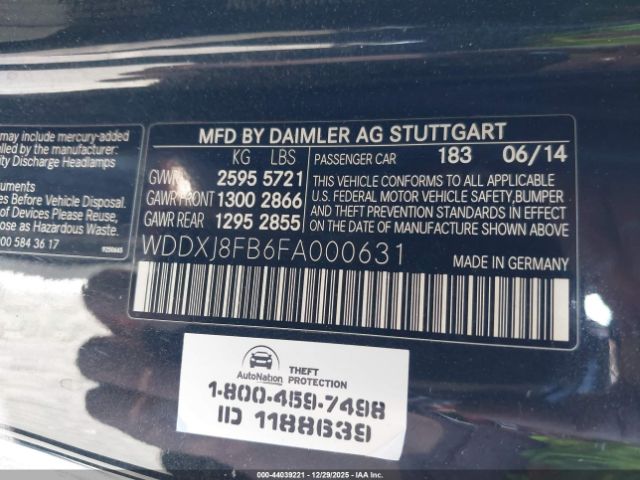 may include mercury-added
olled by the
ity Discharge Headlamps
uments
es Before Vehicle Disposal.
of Devices Please Reuse,
ose as Hazardous Waste.
00 584 36 17
MFD BY DAIMLER AG STUTTGART
KG LBS PASSENGER CAR 183 06/14
GVWR 2595 5721
GAWR FRONT 1300 2866
GAWR REAR 1295 2855
THIS VEHICLE CONFORMS TO ALL APPLICABLE
U.S. FEDERAL MOTOR VEHICLE SAFETY, BUMPER
AND THEFT PREVENTION STANDARDS IN EFFECT
ON THE DATE OF MANUFACTURE SHOWN ABOVE.
WDDXJ8FB6FA000631
MADE IN GERMANY
AutoNation THEFT PROTECTION
1-800-459-7498
ID 1188639
000-44039221 - 12/29/2025 - IAAI.COM